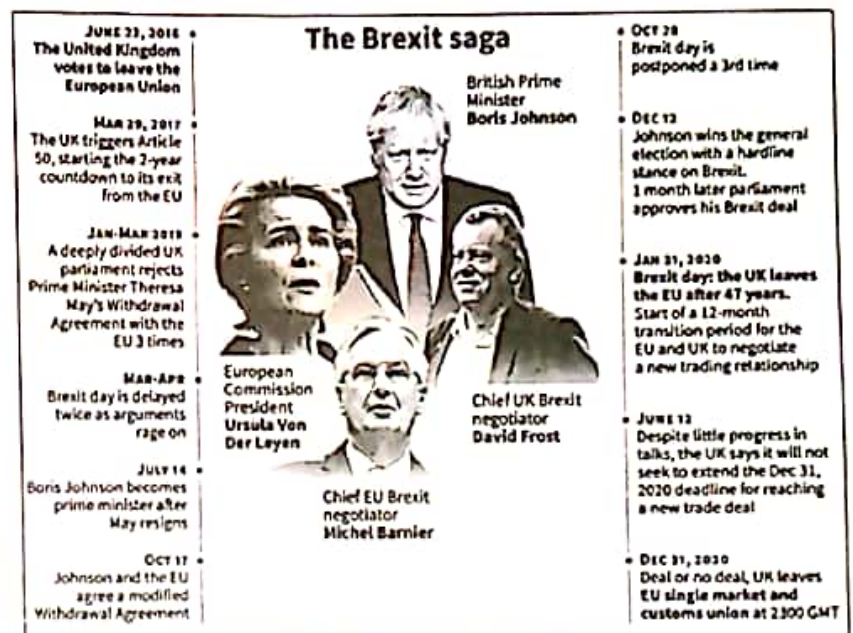 The Brexit saga
JUNE 23, 2016
The United Kingdom
votes to leave the
European Union
MAR 29, 2017
The UK triggers Article
50, starting the 2-year
countdown to its exit
from the EU
JAN-MAR 2019
A deeply divided UK
parliament rejects
Prime Minister Theresa
May's Withdrawal
Agreement with the
EU 3 times
MAR-APR
Brexit day is delayed
twice as arguments
rage on
JULY
Boris Johnson becomes
prime minister after
May resigns
OCT 17
Johnson and the EU
agree a modified
Withdrawal Agreement
British Prime
Minister
Boris Johnson
European
Commission
President
Ursula Von
Der Leyen
Chief UK Brexit
negotiator
David Frost
Chief EU Brexit
negotiator
Michel Barnier
OCT 28
Brexit day is
postponed a 3rd time
DEC 12
Johnson wins the general
election with a hardline
stance on Brexit.
1 month later parliament
approves his Brexit deal
JAN 31, 2020
Brexit day: the UK leaves
the EU after 47 years.
Start of a 12-month
transition period for the
EU and UK to negotiate
a new trading relationship
JUNE 12
Despite little progress in
talks, the UK says it will not
seek to extend the Dec 31,
2020 deadline for reaching
a new trade deal
DEC 31, 2020
Deal or no deal, UK leaves
EU single market and
customs union at 2300 GMT